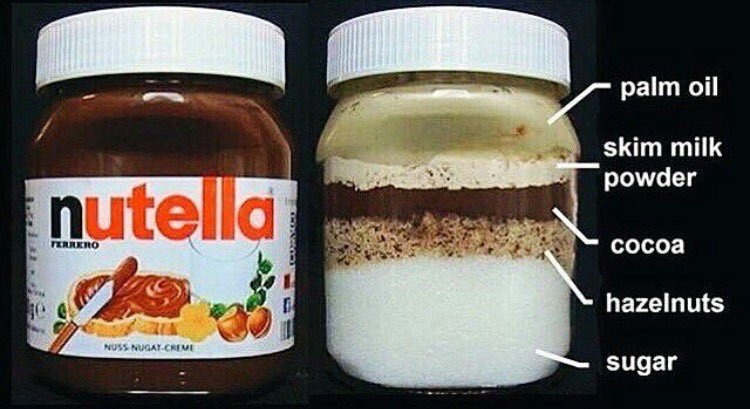 nutella
FERRERO
NUSS-NUGAT-CREME
palm oil
skim milk
powder
cocoa
hazelnuts
sugar